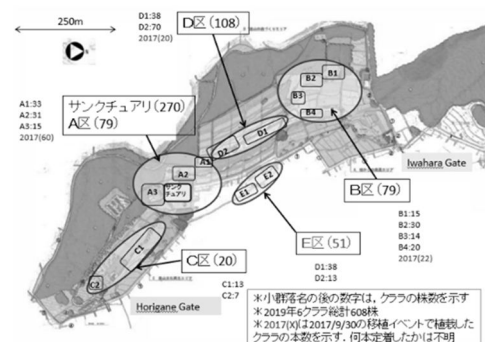 250m
D1:38
D2:70
2017(20)
D区(108)
A1:33
A2:31
A3:15
2017(60)
サンクチュアリ(270)
A区(79)
B1
B2
B3
B4
D1
D2
A1
A2
A3
サンク
チュアリ
E1
E2
Iwahara Gate
B区(79)
B1:15
B2:30
B3:14
B4:20
2017(22)
E区(51)
D1:38
D2:13
C1
C2
C区(20)
C1:13
C2:7
Horigane Gate
*小群落名の後の数字は，クララの株数を示す
*2019年6クララ総計608株
*2017(X)は2017/9/30の移植イベントで植栽した
クララの本数を示す．何本定着したかは不明